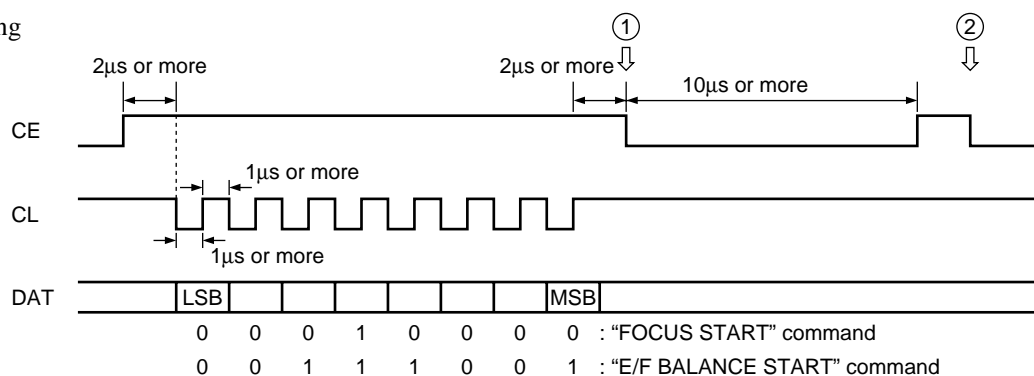 ng
① ②
2μs or more 2μs or more
10μs or more
CE
1μs or more
CL
1μs or more
DAT LSB MSB
0 0 0 1 0 0 0 0 : “FOCUS START” command
0 0 1 1 1 0 0 1 : “E/F BALANCE START” command